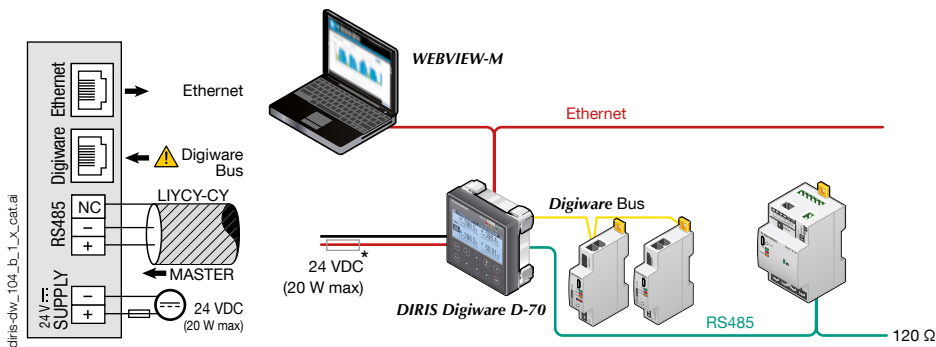 diris-dw_104_b_1_x_cat.ai
Ethernet
Ethernet
Digiware
Digiware
Bus
RS485
NC
–
+
LIYCY-CY
MASTER
24 V
SUPPLY
–
+
24 VDC
(20 W max)
WEBVIEW-M
Ethernet
Digiware Bus
24 VDC
*
(20 W max)
DIRIS Digiware D-70
RS485
120 Ω